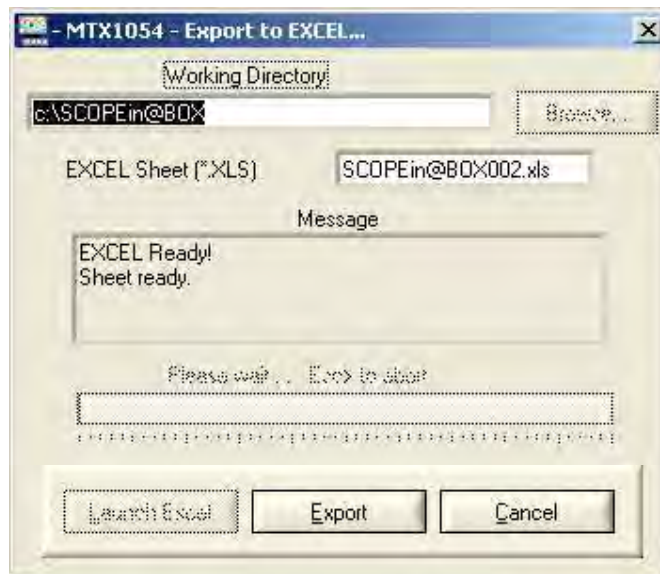 - MTX1054 - Export to EXCEL...
Working Directory
c:\SCOPEin@BOX
Browse...
EXCEL Sheet (*.XLS)
SCOPEin@BOX002.xls
Message
EXCEL Ready!
Sheet ready.
Please wait... to abort
Launch Excel
Export
Cancel